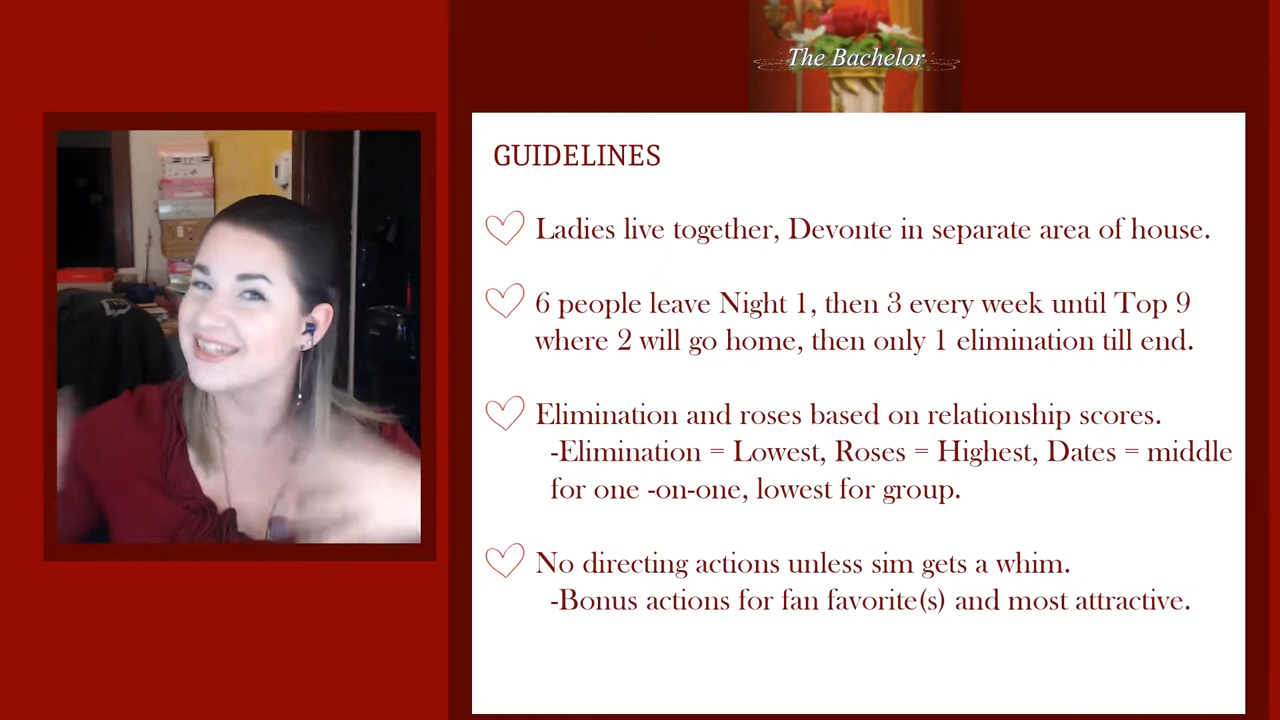 The Bachelor
GUIDELINES
Ladies live together, Devonte in separate area of house.
6 people leave Night 1, then 3 every week until Top 9
where 2 will go home, then only 1 elimination till end.
Elimination and roses based on relationship scores.
-Elimination = Lowest, Roses = Highest, Dates = middle
for one -on-one, lowest for group.
No directing actions unless sim gets a whim.
-Bonus actions for fan favorite(s) and most attractive.